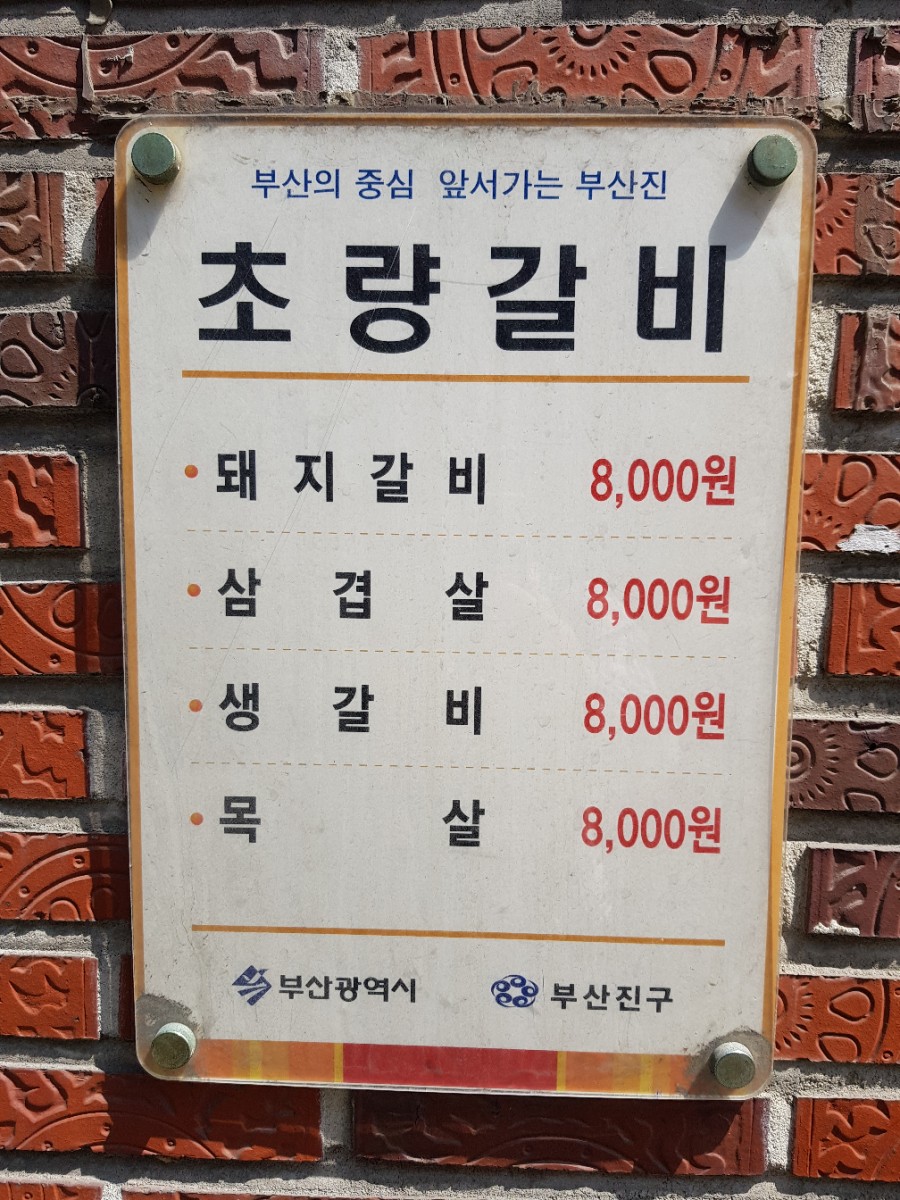 부산의 중심 앞서가는 부산진
초량갈비
돼지갈비 8,000원
삼겹살 8,000원
생갈비 8,000원
목살 8,000원
부산광역시 부산진구